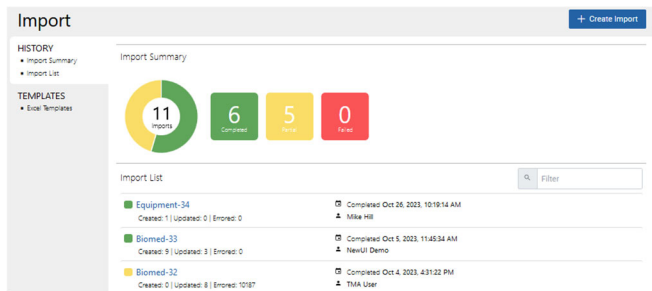 Import
+ Create Import
HISTORY
Import Summary
Import List
TEMPLATES
Excel Templates
Import Summary
11
Imports
6
Completed
5
Partial
0
Failed
Import List
Filter
Equipment-34
Created: 1 | Updated: 0 | Errored: 0
Completed Oct 26, 2023, 10:19:14 AM
Mike Hill
Biomed-33
Created: 9 | Updated: 3 | Errored: 0
Completed Oct 5, 2023, 11:45:34 AM
NewUI Demo
Biomed-32
Created: 0 | Updated: 8 | Errored: 10187
Completed Oct 4, 2023, 4:31:22 PM
TMA User